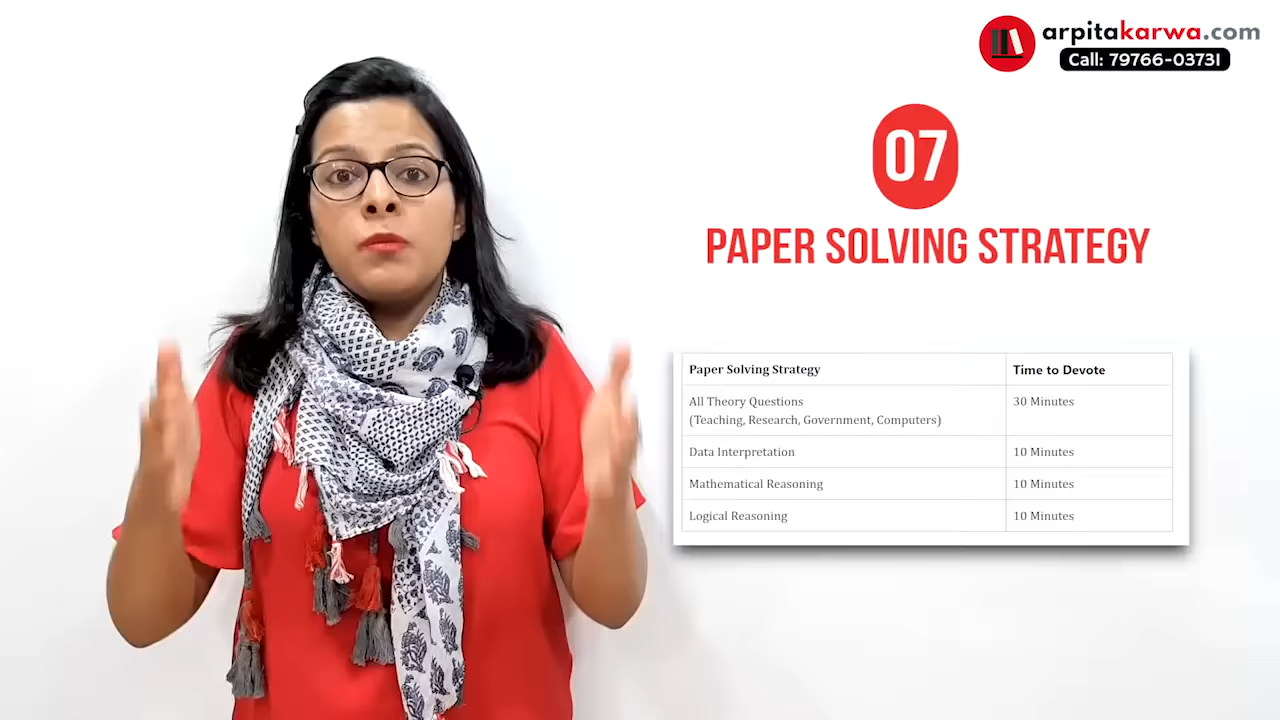 arpitakarwa.com
Call: 79766-03731
07
PAPER SOLVING STRATEGY
Paper Solving Strategy Time to Devote
All Theory Questions 30 Minutes
(Teaching, Research, Government, Computers)
Data Interpretation 10 Minutes
Mathematical Reasoning 10 Minutes
Logical Reasoning 10 Minutes